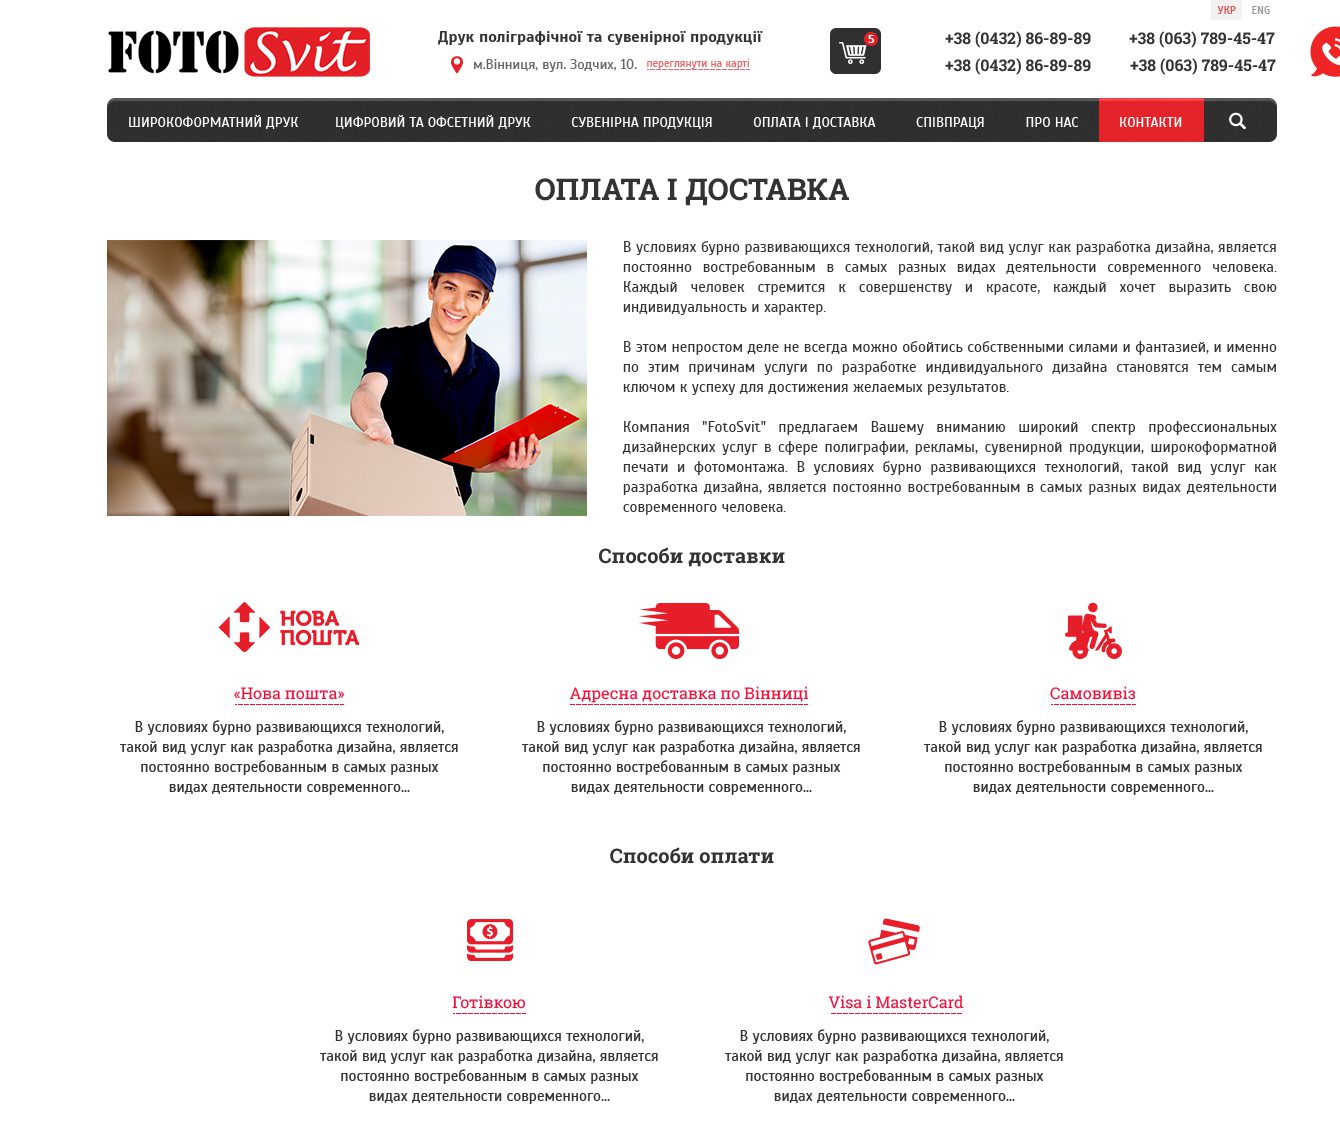 УКР ENG
FOTO Svit
Друк поліграфічної та сувенірної продукції
м.Вінниця, вул. Зодчих, 10. переглянути на карті
5
+38 (0432) 86-89-89 +38 (063) 789-45-47
+38 (0432) 86-89-89 +38 (063) 789-45-47
ШИРОКОФОРМАТНИЙ ДРУК ЦИФРОВИЙ ТА ОФСЕТНИЙ ДРУК СУВЕНІРНА ПРОДУКЦІЯ ОПЛАТА І ДОСТАВКА СПІВПРАЦЯ ПРО НАС КОНТАКТИ
ОПЛАТА І ДОСТАВКА
В условиях бурно развивающихся технологий, такой вид услуг как разработка дизайна, является
постоянно востребованным в самых разных видах деятельности современного человека.
Каждый человек стремится к совершенству и красоте, каждый хочет выразить свою
индивидуальность и характер.
В этом непростом деле не всегда можно обойтись собственными силами и фантазией, и именно
по этим причинам услуги по разработке индивидуального дизайна становятся тем самым
ключом к успеху для достижения желаемых результатов.
Компания "FotoSvit" предлагаем Вашему вниманию широкий спектр профессиональных
дизайнерских услуг в сфере полиграфии, рекламы, сувенирной продукции, широкоформатной
печати и фотомонтажа. В условиях бурно развивающихся технологий, такой вид услуг как
разработка дизайна, является постоянно востребованным в самых разных видах деятельности
современного человека.
Способи доставки
НОВА
ПОШТА
«Нова пошта»
В условиях бурно развивающихся технологий,
такой вид услуг как разработка дизайна, является
постоянно востребованным в самых разных
видах деятельности современного...
Адресна доставка по Вінниці
В условиях бурно развивающихся технологий,
такой вид услуг как разработка дизайна, является
постоянно востребованным в самых разных
видах деятельности современного...
Самовивіз
В условиях бурно развивающихся технологий,
такой вид услуг как разработка дизайна, является
постоянно востребованным в самых разных
видах деятельности современного...
Способи оплати
Готівкою
В условиях бурно развивающихся технологий,
такой вид услуг как разработка дизайна, является
постоянно востребованным в самых разных
видах деятельности современного...
Visa і MasterCard
В условиях бурно развивающихся технологий,
такой вид услуг как разработка дизайна, является
постоянно востребованным в самых разных
видах деятельности современного...